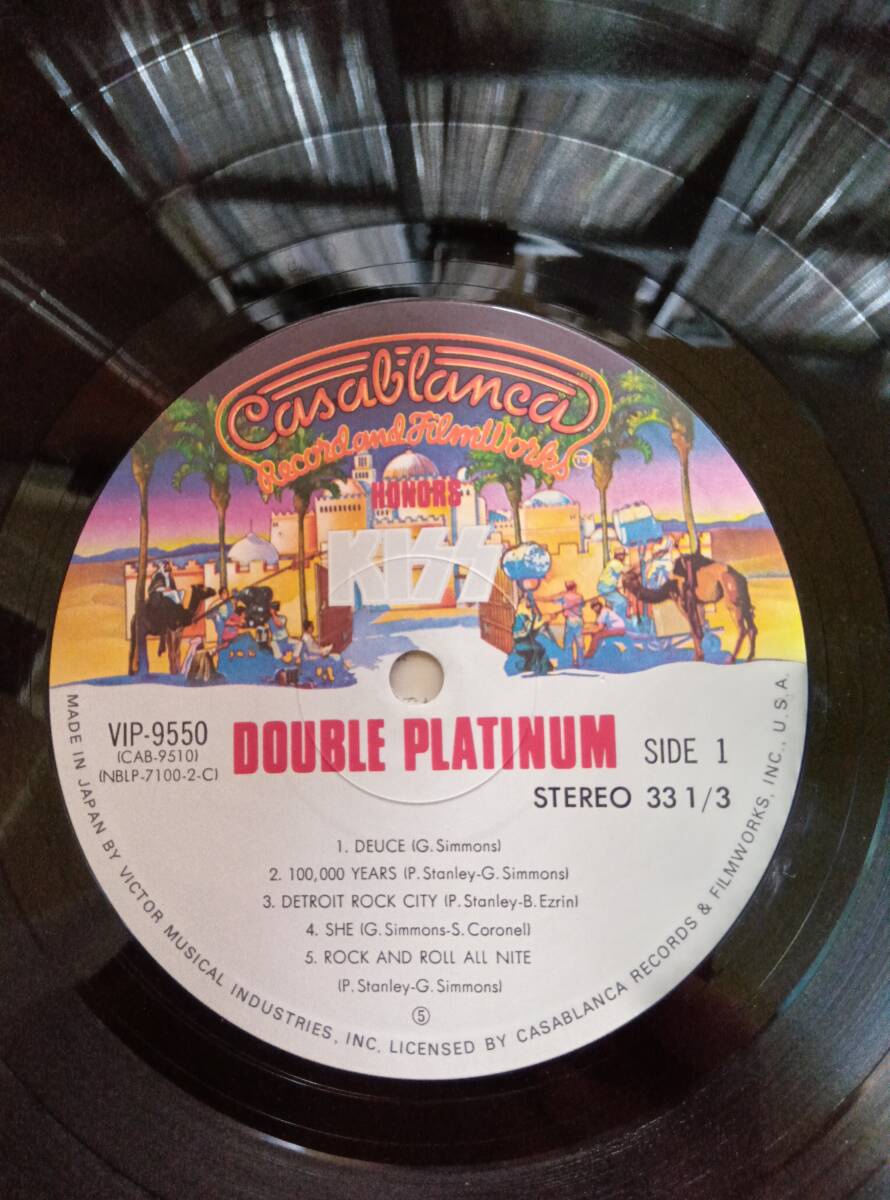 Casablanca
Record and FilmWorks
TM
HONORS
KISS
VIP-9550
(CAB-9510)
(NBLP-7100-2-C)
DOUBLE PLATINUM
SIDE 1
STEREO 33 1/3
1. DEUCE (G. Simmons)
2. 100,000 YEARS (P. Stanley-G. Simmons)
3. DETROIT ROCK CITY (P. Stanley-B. Ezrin)
4. SHE (G. Simmons-S. Coronel)
5. ROCK AND ROLL ALL NITE
(P. Stanley-G. Simmons)
⑤
MADE IN JAPAN BY VICTOR MUSICAL INDUSTRIES, INC. LICENSED BY CASABLANCA RECORDS & FILMWORKS, INC., U.S.A.